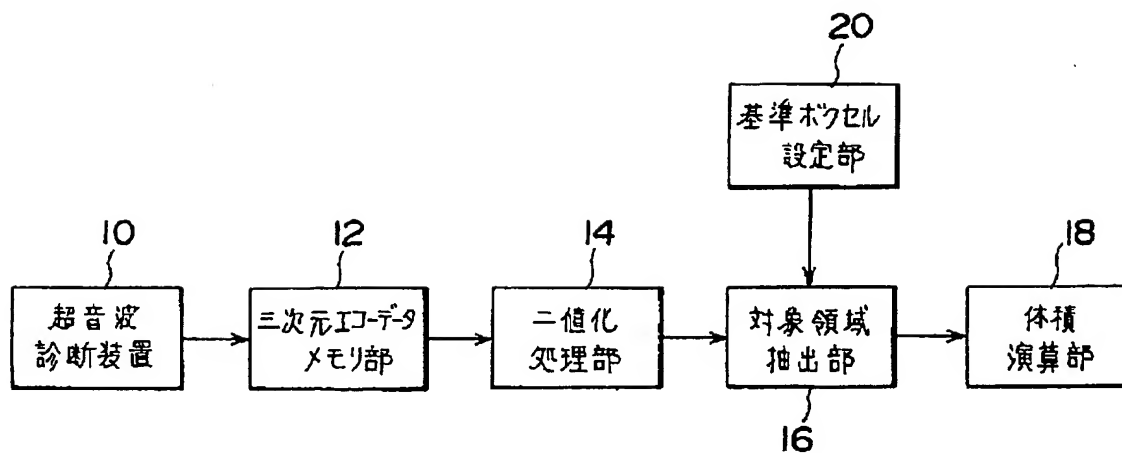 20
基準ボクセル
設定部
10
12
14
18
超音波
診断装置
三次元エコーデータ
メモリ部
二値化
処理部
対象領域
抽出部
体積
演算部
16